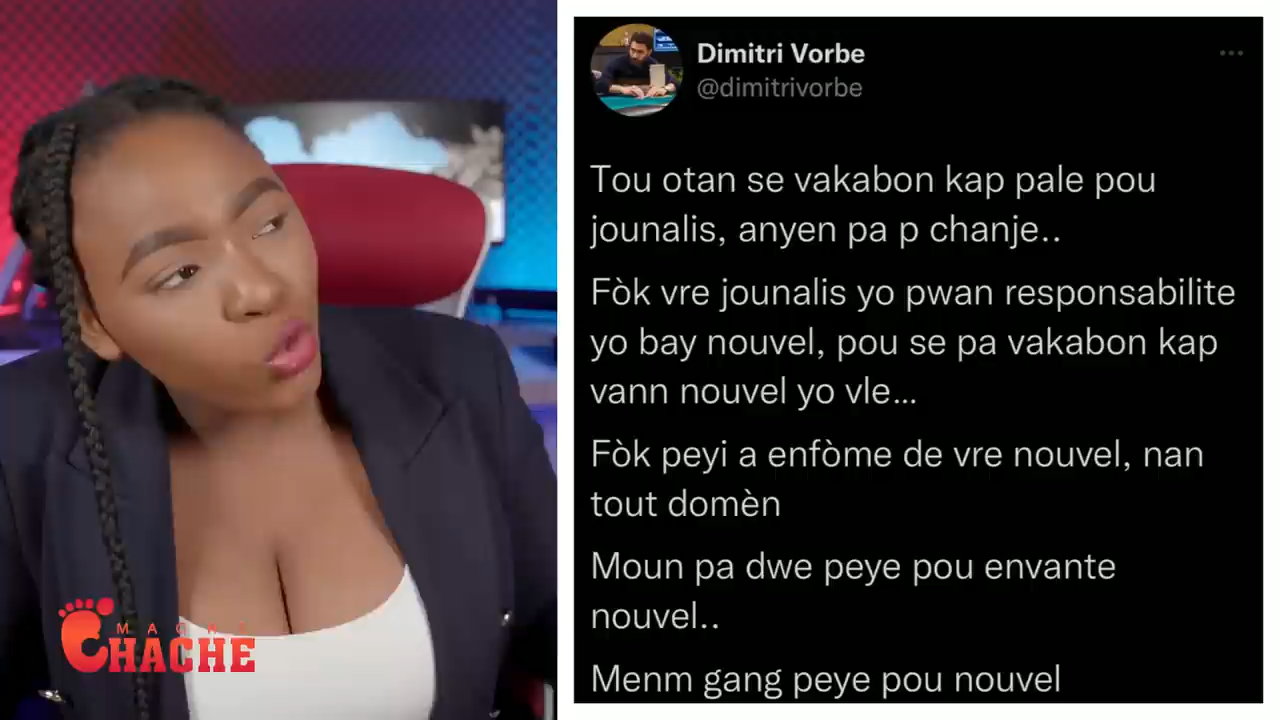 Dimitri Vorbe
@dimitrivorbe
Tou otan se vakabon kap pale pou
jounalis, anyen pa p chanje..
Fòk vre jounalis yo pwan responsabilite
yo bay nouvel, pou se pa vakabon kap
vann nouvel yo vle...
Fòk peyi a enfòme de vre nouvel, nan
tout domèn
Moun pa dwe peye pou envante
nouvel..
Menm gang peye pou nouvel
CHACHE